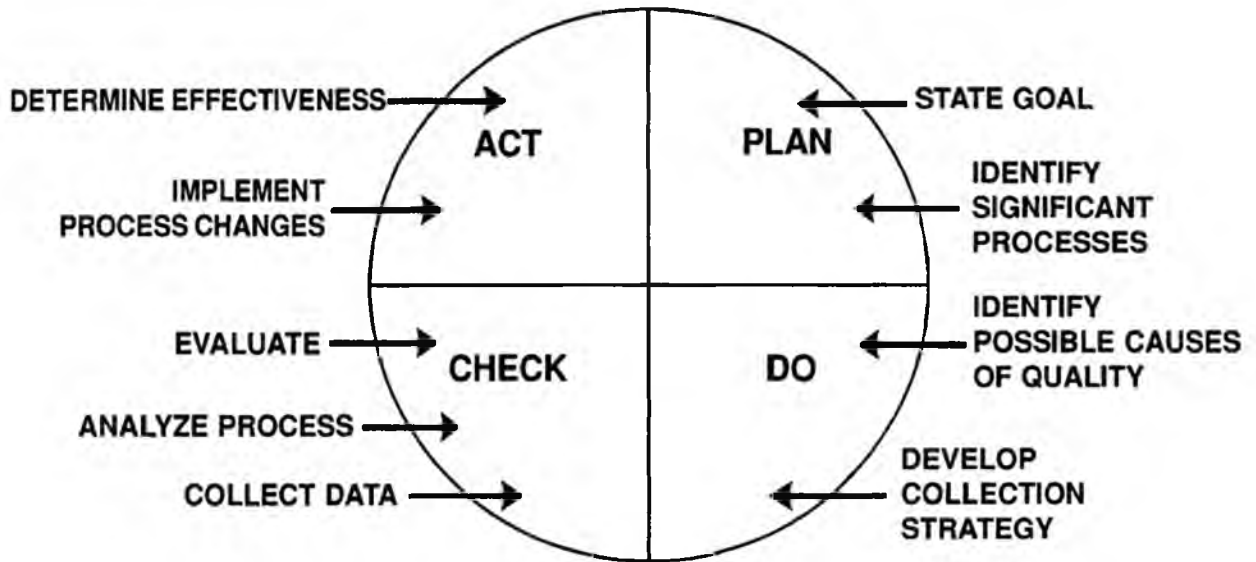 DETERMINE EFFECTIVENESS
ACT
IMPLEMENT
PROCESS CHANGES
PLAN
STATE GOAL
IDENTIFY
SIGNIFICANT
PROCESSES
EVALUATE
CHECK
ANALYZE PROCESS
COLLECT DATA
DO
IDENTIFY
POSSIBLE CAUSES
OF QUALITY
DEVELOP
COLLECTION
STRATEGY